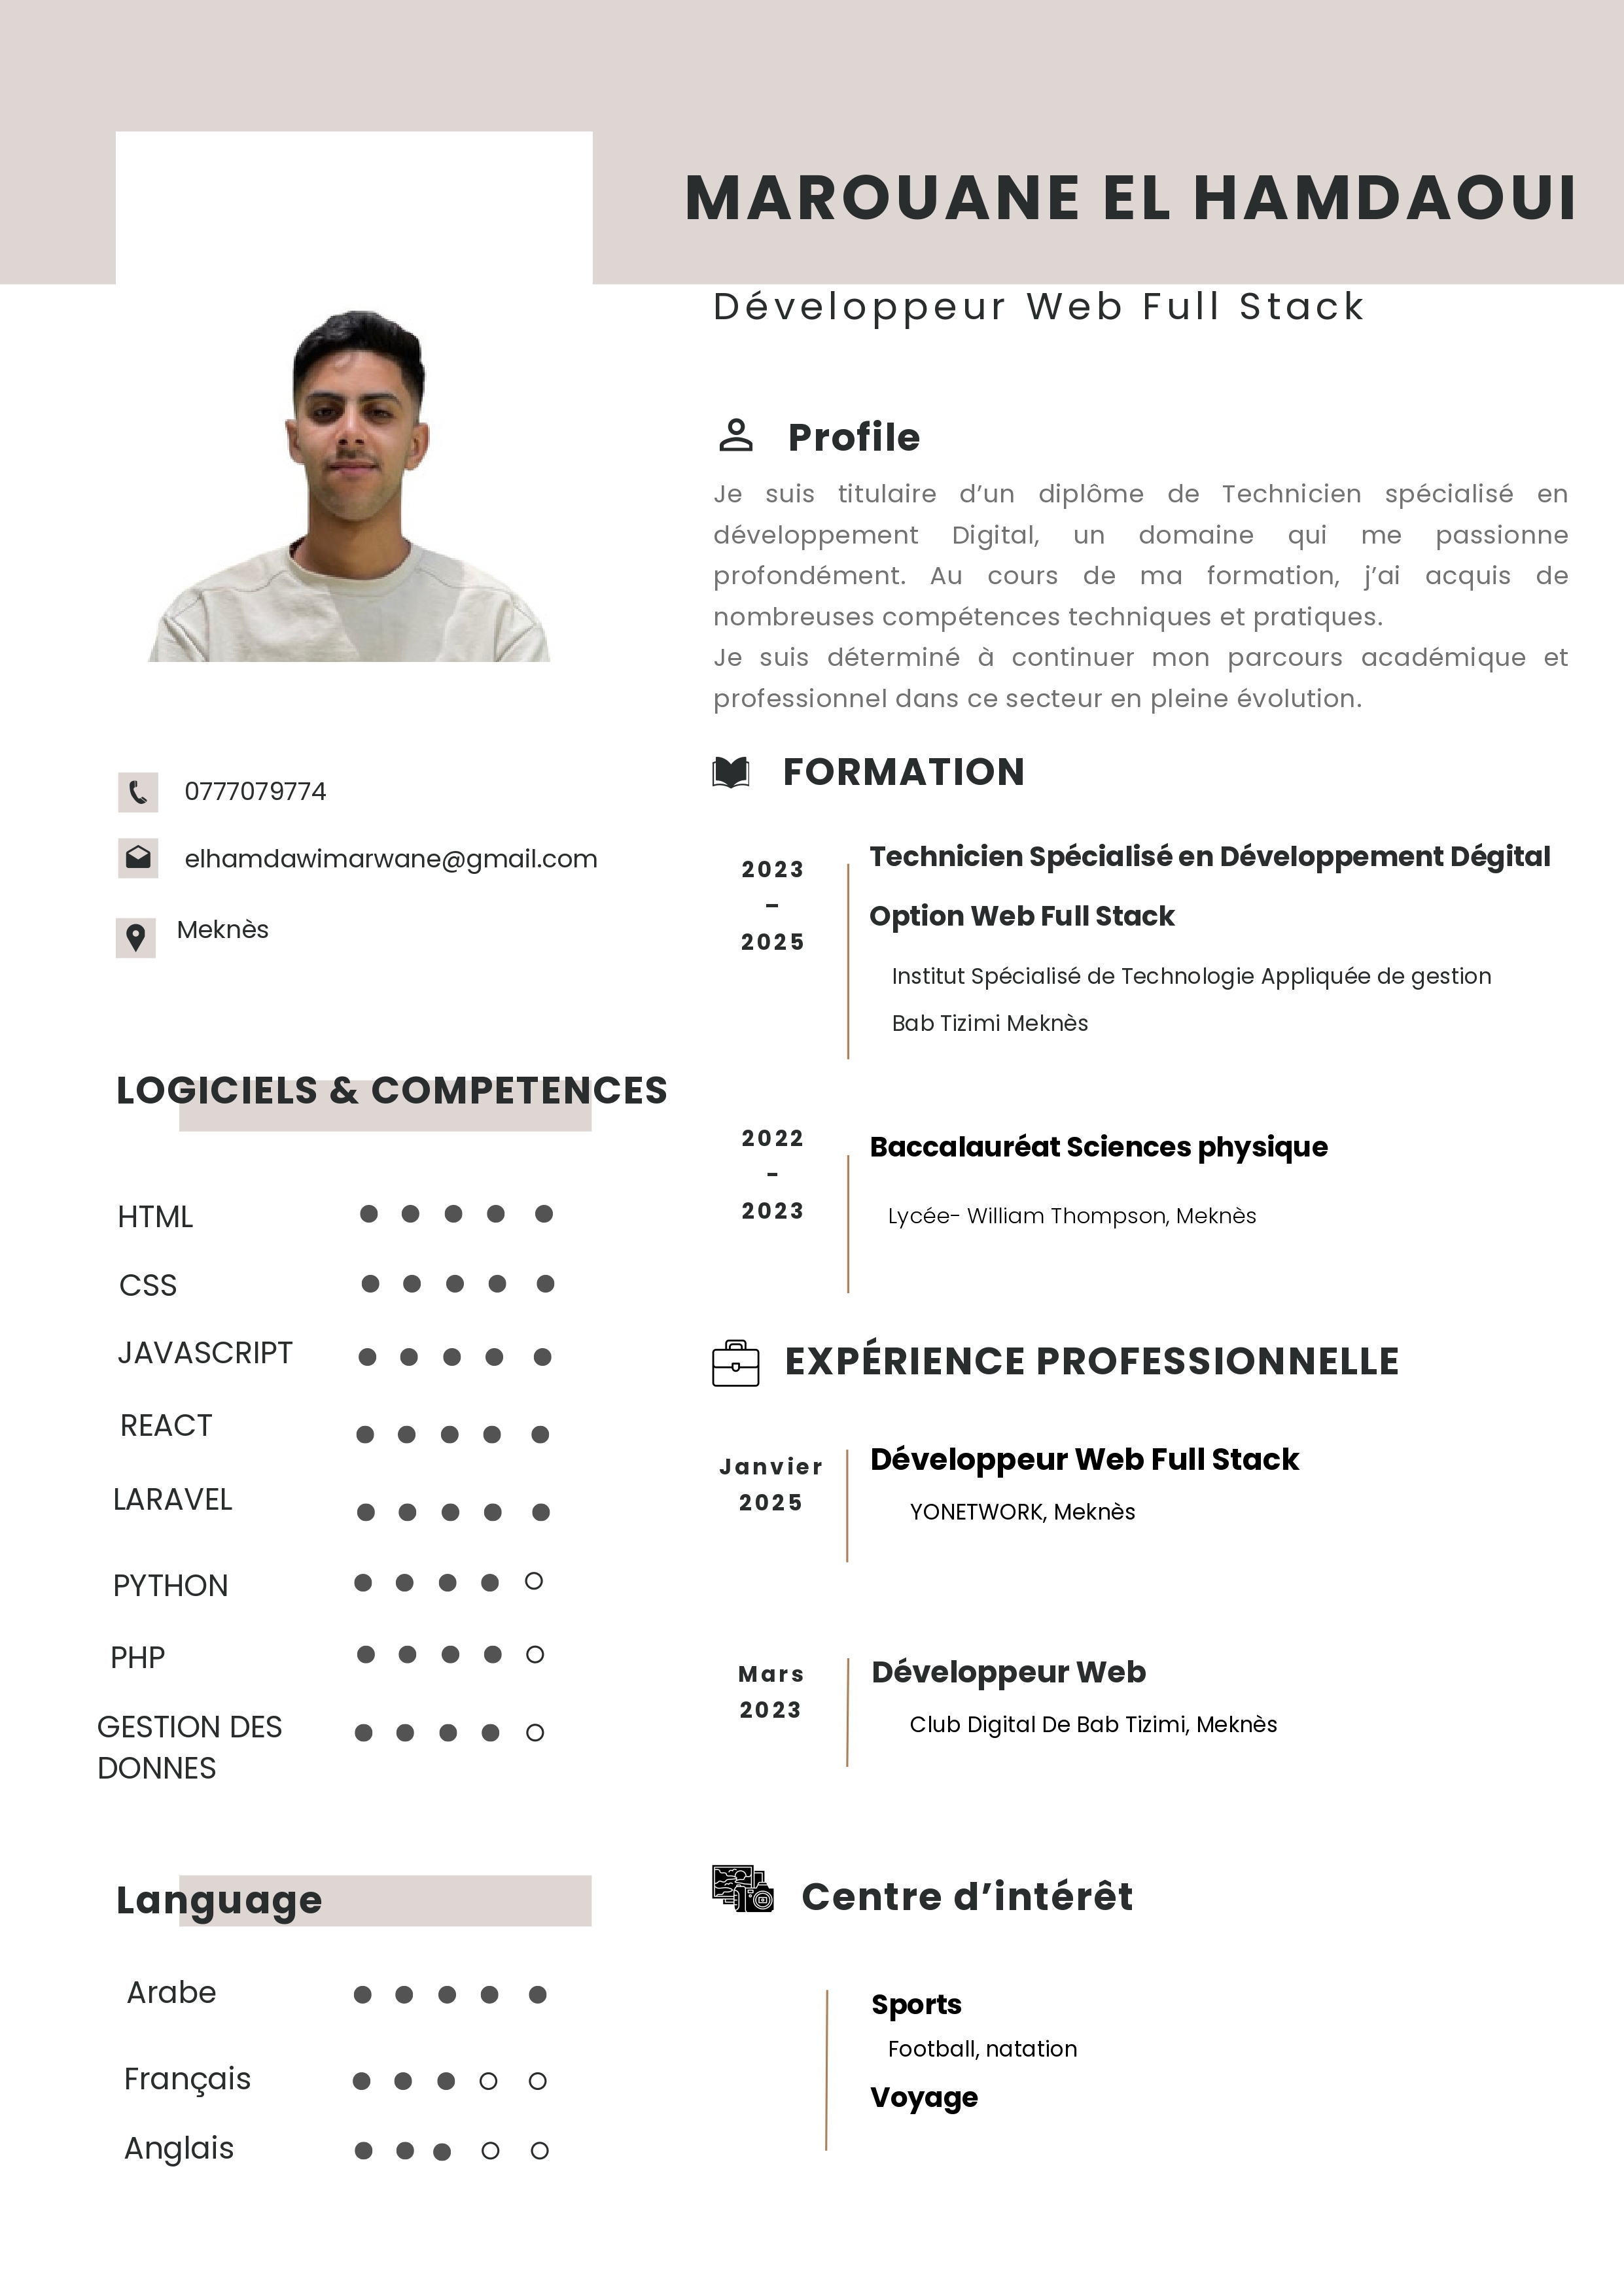 MAROUANE EL HAMDAOUI
Développeur Web Full Stack
Profile
Je suis titulaire d’un diplôme de Technicien spécialisé en
développement Digital, un domaine qui me passionne
profondément. Au cours de ma formation, j’ai acquis de
nombreuses compétences techniques et pratiques.
Je suis déterminé à continuer mon parcours académique et
professionnel dans ce secteur en pleine évolution.
0777079774
elhamdawimarwane@gmail.com
Meknès
LOGICIELS & COMPETENCES
HTML
CSS
JAVASCRIPT
REACT
LARAVEL
PYTHON
PHP
GESTION DES
DONNES
Language
Arabe
Français
Anglais
FORMATION
2023
-
2025
Technicien Spécialisé en Développement Dégital
Option Web Full Stack
Institut Spécialisé de Technologie Appliquée de gestion
Bab Tizimi Meknès
2022
-
2023
Baccalauréat Sciences physique
Lycée- William Thompson, Meknès
EXPÉRIENCE PROFESSIONNELLE
Janvier
2025
Développeur Web Full Stack
YONETWORK, Meknès
Mars
2023
Développeur Web
Club Digital De Bab Tizimi, Meknès
Centre d’intérêt
Sports
Football, natation
Voyage